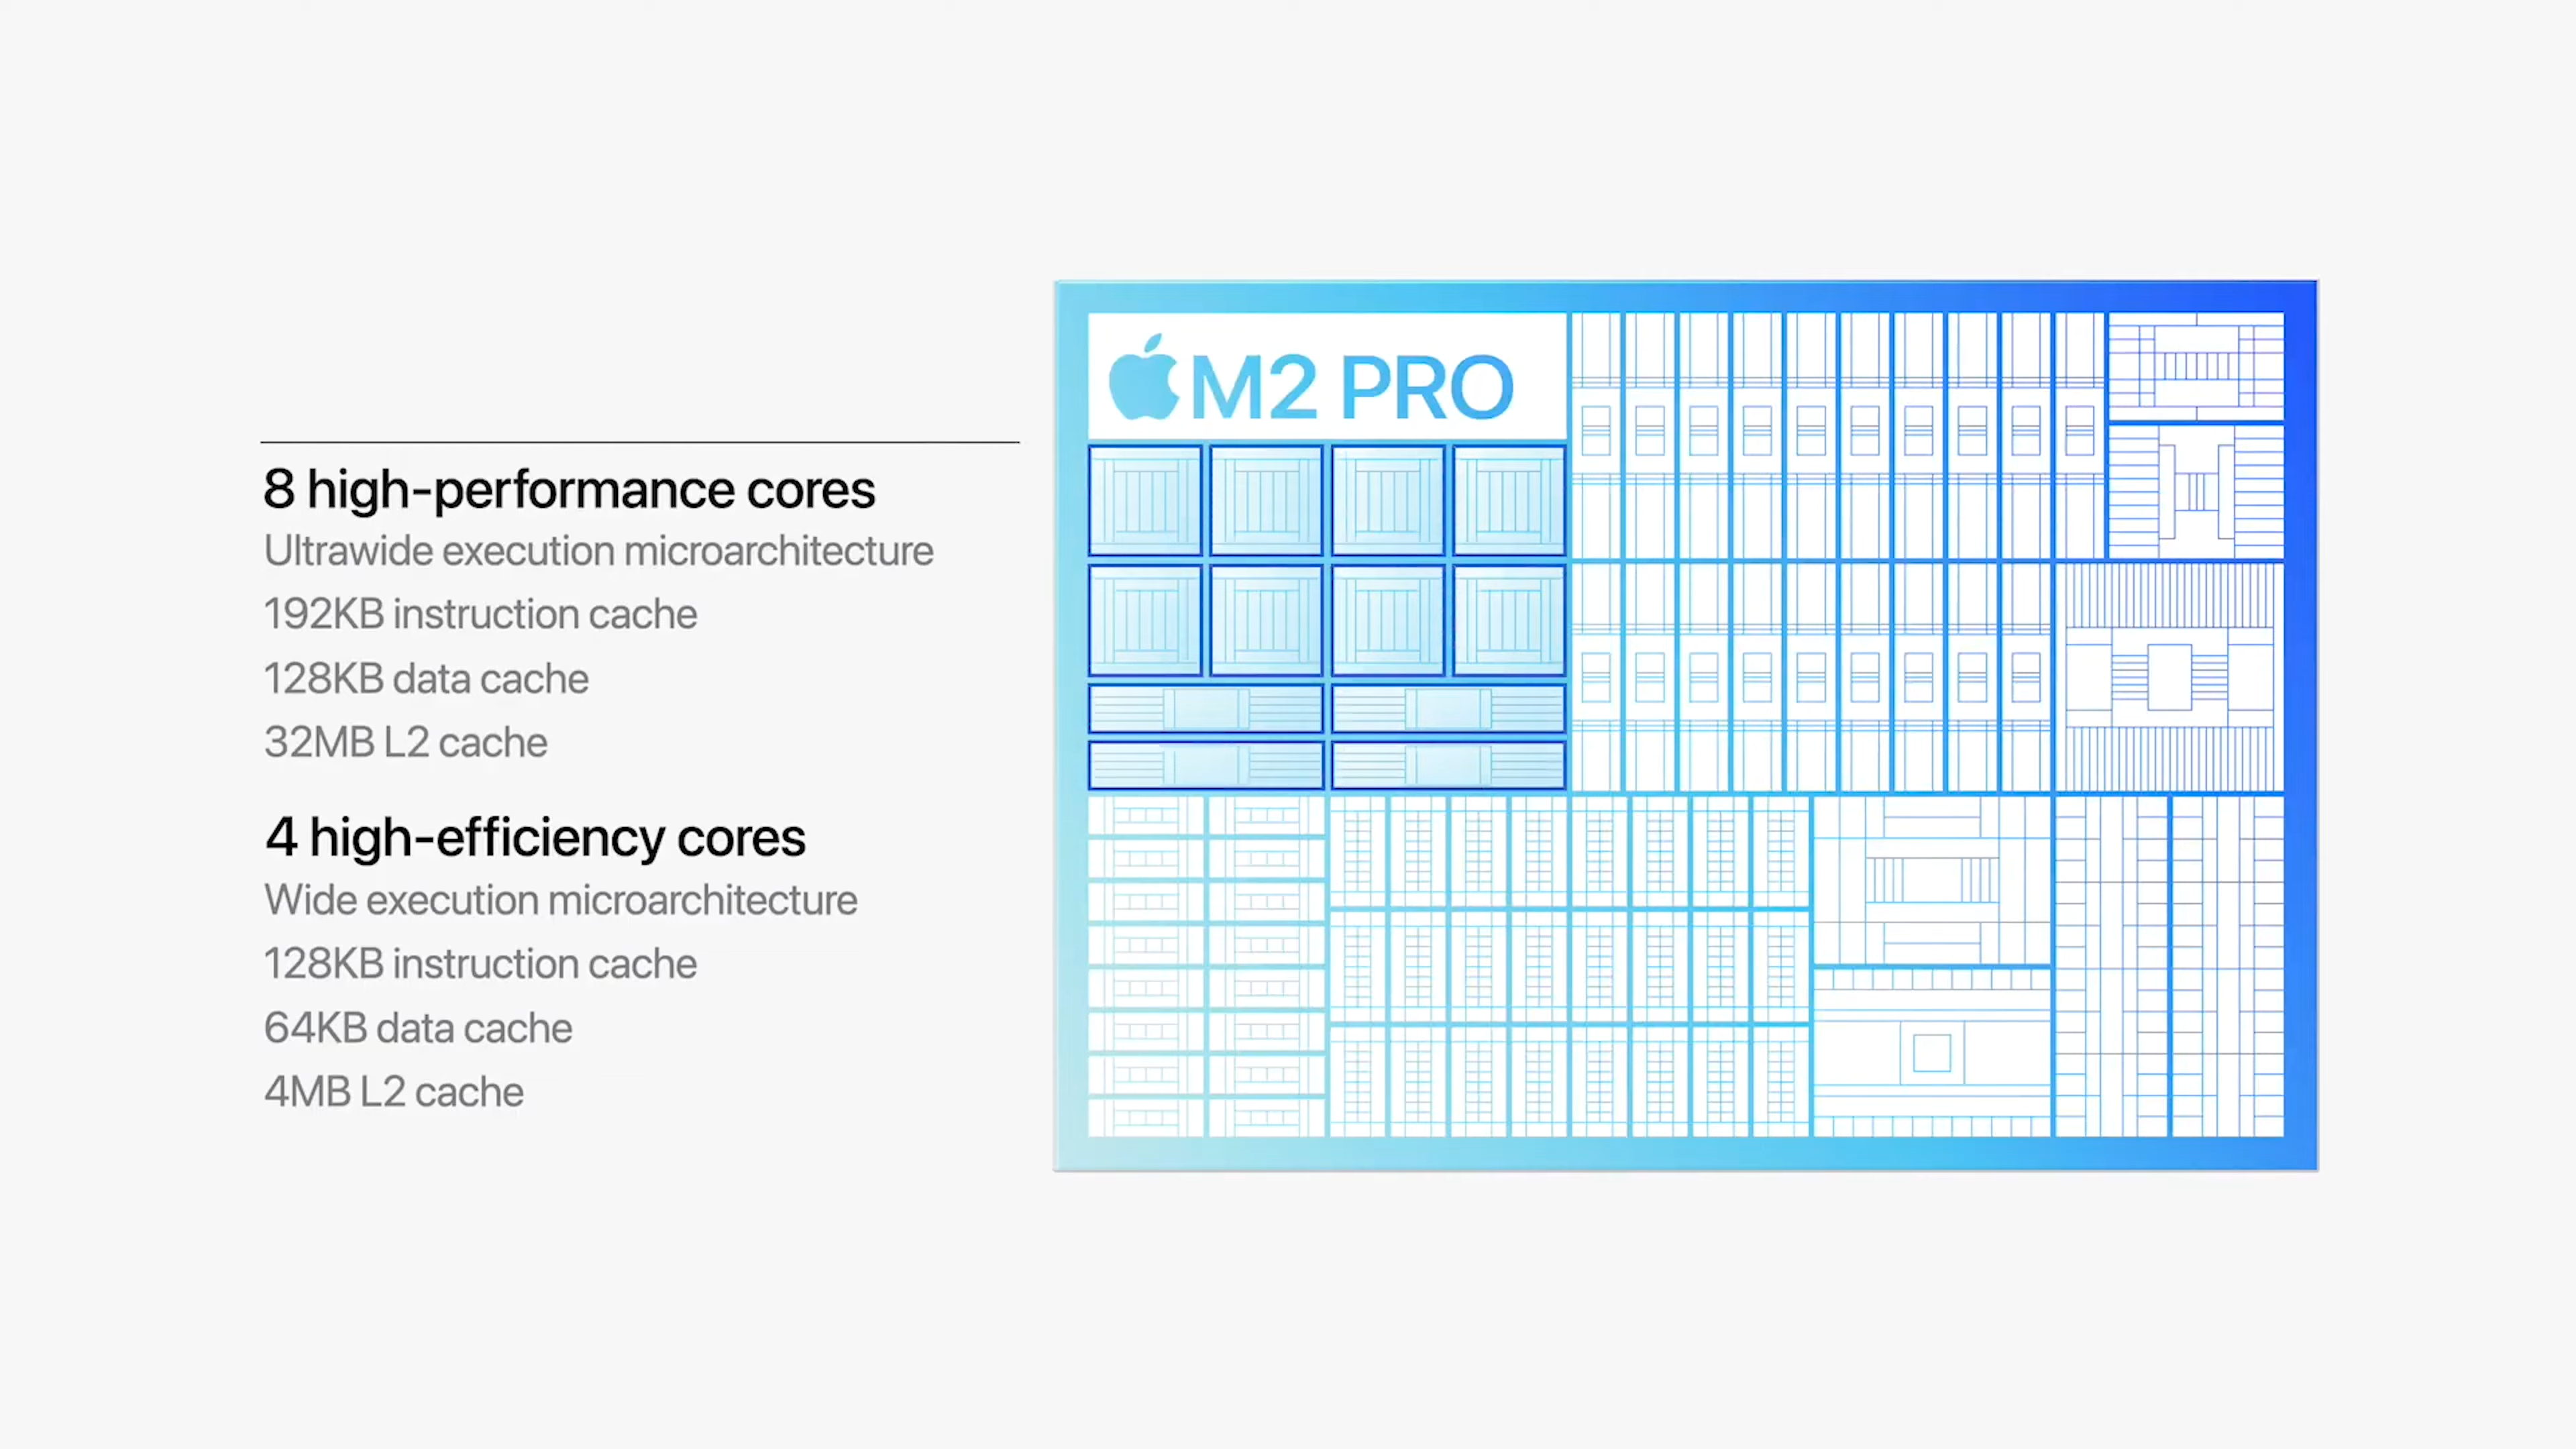 M2 PRO
8 high-performance cores
Ultrawide execution microarchitecture
192KB instruction cache
128KB data cache
32MB L2 cache
4 high-efficiency cores
Wide execution microarchitecture
128KB instruction cache
64KB data cache
4MB L2 cache